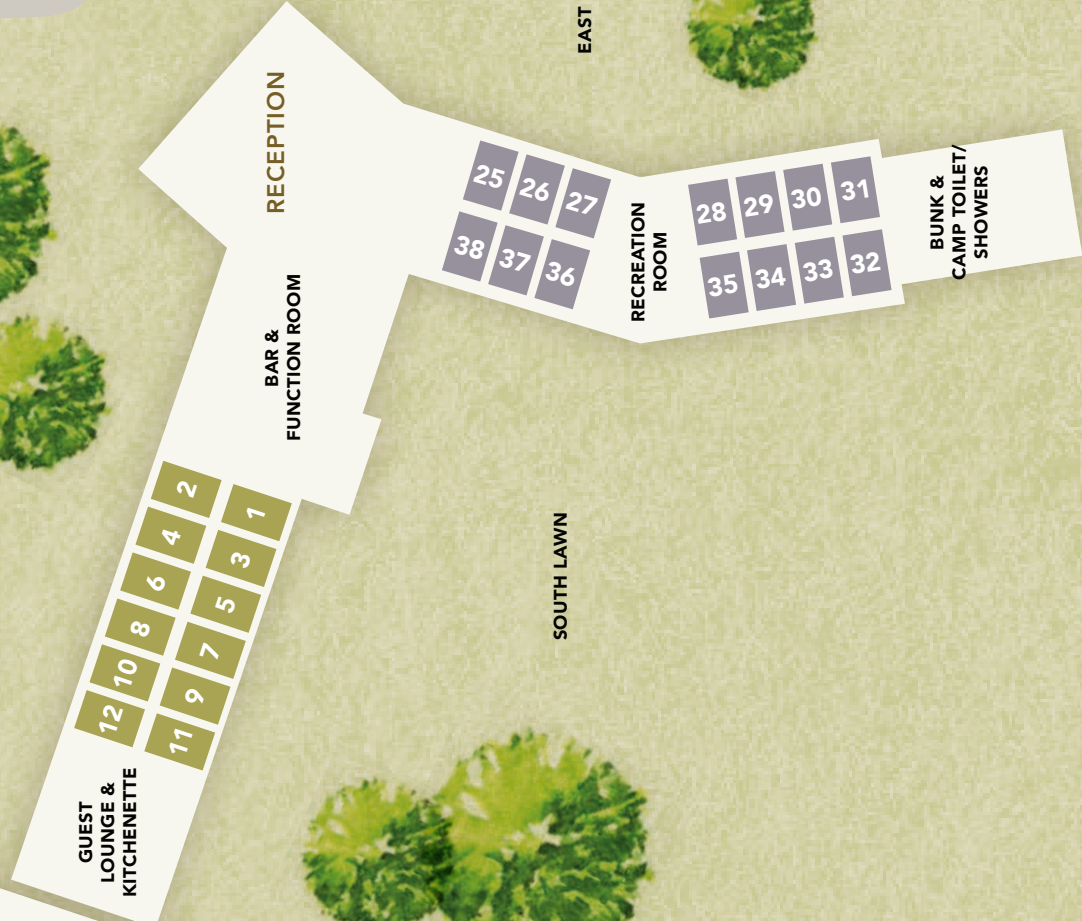 EAST
RECEPTION
25
26
27
38
37
36
RECREATION
ROOM
28
29
30
31
35
34
33
32
BUNK &
CAMP TOILET/
SHOWERS
BAR &
FUNCTION ROOM
2
1
4
3
6
5
8
7
10
9
12
11
SOUTH LAWN
GUEST
LOUNGE &
KITCHENETTE